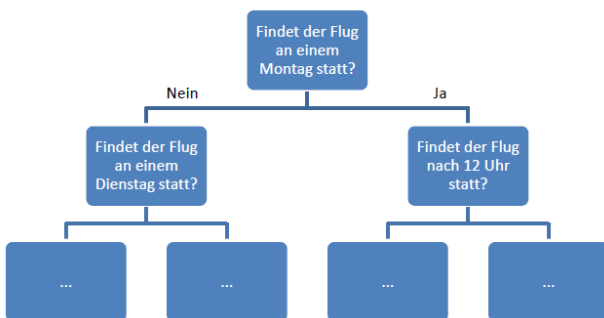 Findet der Flug
an einem
Montag statt?
Nein
Ja
Findet der Flug
an einem
Dienstag statt?
Findet der Flug
nach 12 Uhr
statt?
...
...
...
...